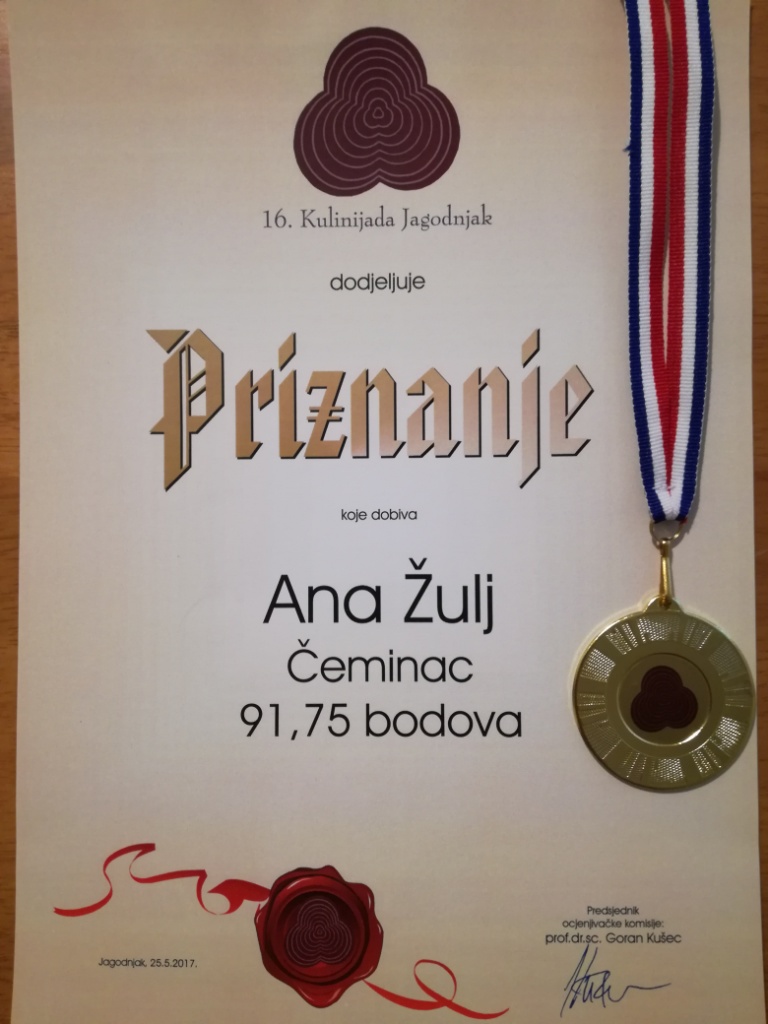 16. Kulinijada Jagodnjak
dodjeljuje
Priznanje
koje dobiva
Ana Žulj
Čeminac
91,75 bodova
Predsjednik
ocjenjivačke komisije:
prof.dr.sc. Goran Kušec
Jagodnjak, 25.5.2017.